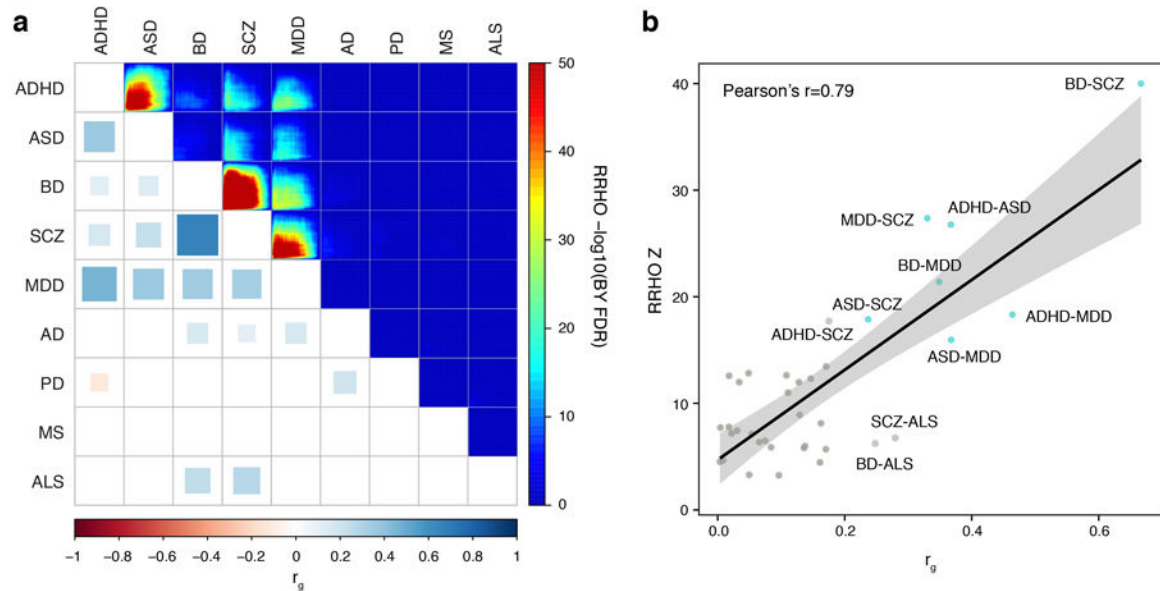 a
ADHD ASD BD SCZ MDD AD PD MS ALS
ADHD
ASD
BD
SCZ
MDD
AD
PD
MS
ALS
50
40
30
20
10
0
RRHO -log10(BY FDR)
−1 −0.8 −0.6 −0.4 −0.2 0 0.2 0.4 0.6 0.8 1
r_g
b
Pearson's r=0.79
BD-SCZ
MDD-SCZ
ADHD-ASD
BD-MDD
ASD-SCZ
ADHD-SCZ
ADHD-MDD
ASD-MDD
SCZ-ALS
BD-ALS
40
30
20
10
0
RRHO Z
0.0 0.2 0.4 0.6
r_g